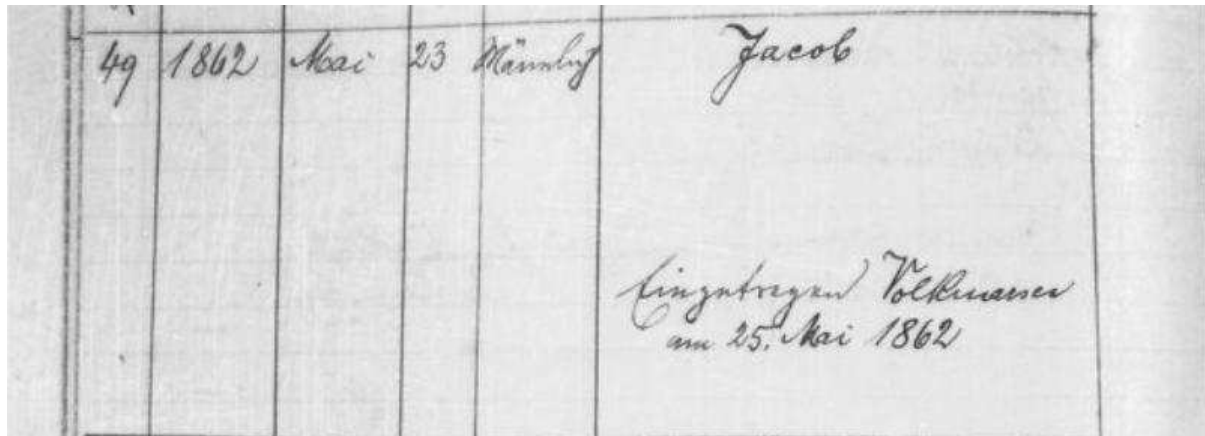 49 1862 Mai 23 Männlich Jacob
Eingetragen Volkmarsen
am 25. Mai 1862